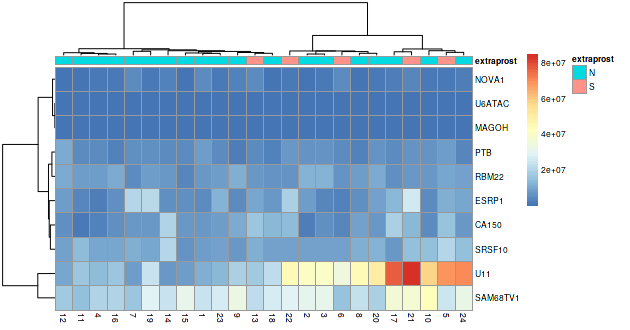 extraprost
NOVA1
U6ATAC
MAGOH
PTB
RBM22
ESRP1
CA150
SRSF10
U11
SAM68TV1
12 11 4 16 7 19 14 15 1 23 9 13 18 22 2 3 6 8 20 17 21 10 5 24
8e+07
6e+07
4e+07
2e+07
extraprost
N
S